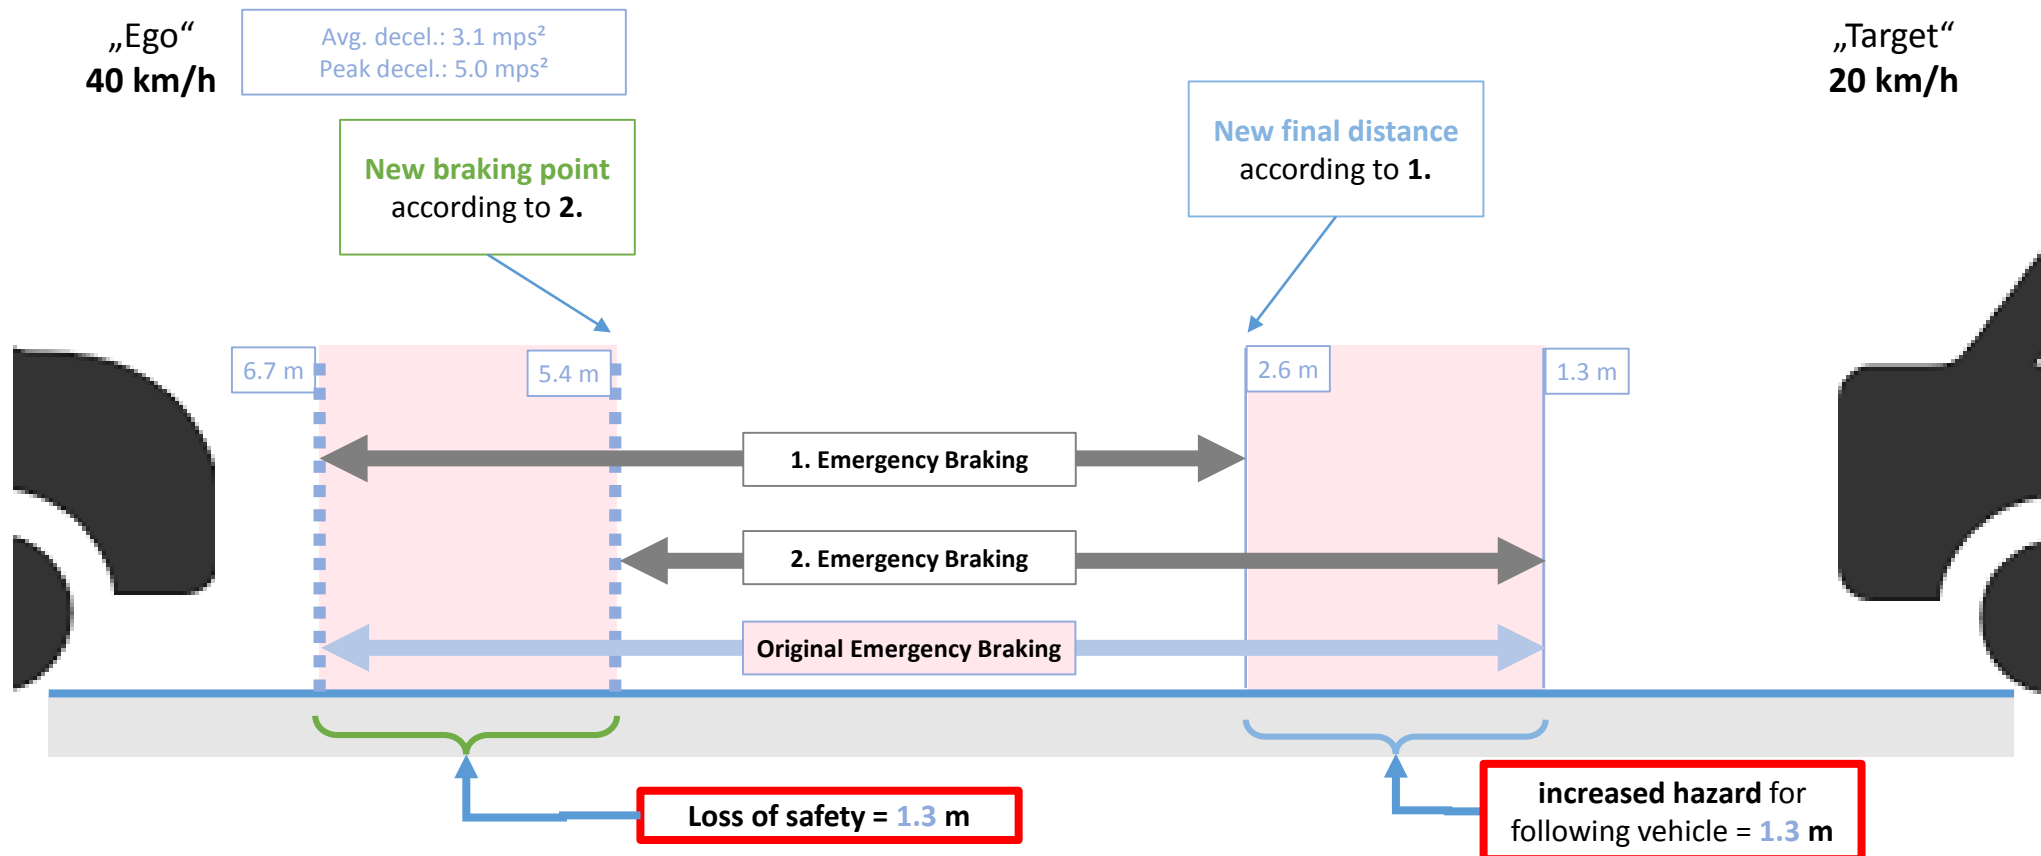 „Ego“
40 km/h
Avg. decel.: 3.1 mps²
Peak decel.: 5.0 mps²
„Target“
20 km/h
New braking point
according to 2.
New final distance
according to 1.
6.7 m
5.4 m
2.6 m
1.3 m
1. Emergency Braking
2. Emergency Braking
Original Emergency Braking
Loss of safety = 1.3 m
increased hazard for
following vehicle = 1.3 m